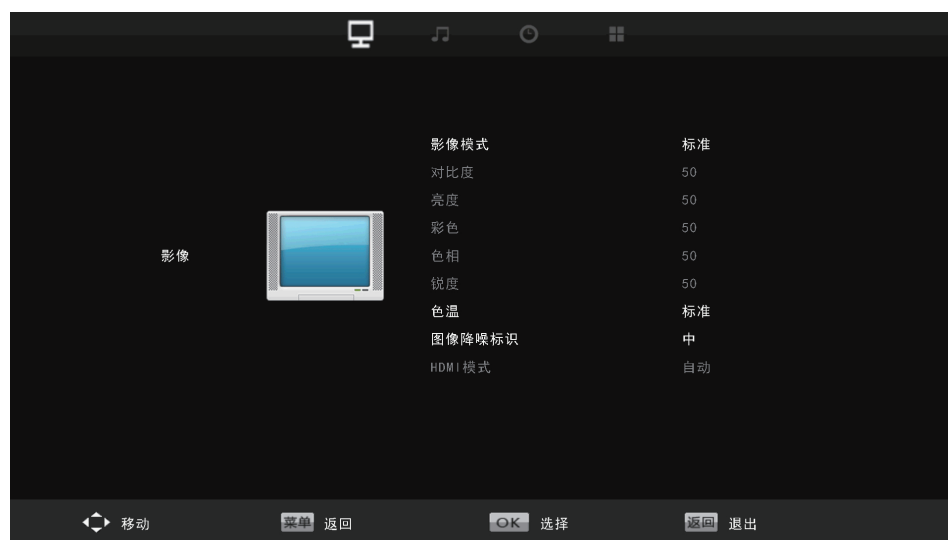 影像模式 标准
对比度 50
亮度 50
彩色 50
影像
色相 50
锐度 50
色温 标准
图像降噪标识 中
HDMI模式 自动
移动 菜单 返回 OK 选择 返回 退出